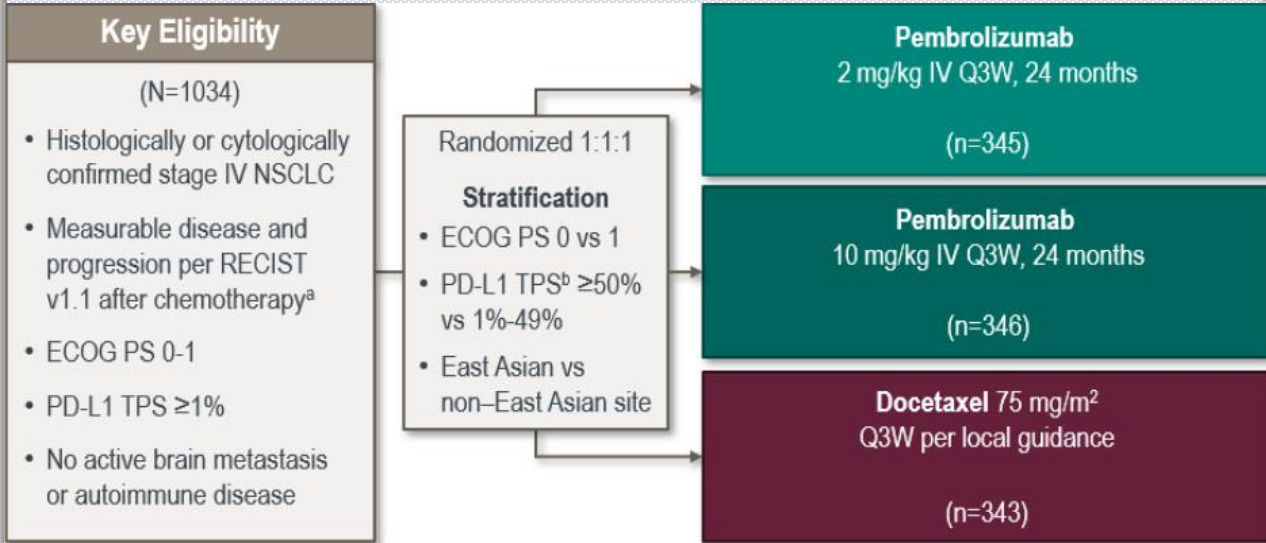 Key Eligibility
(N=1034)
• Histologically or cytologically
confirmed stage IV NSCLC
• Measurable disease and
progression per RECIST
v1.1 after chemotherapyᵃ
• ECOG PS 0-1
• PD-L1 TPS ≥1%
• No active brain metastasis
or autoimmune disease
Randomized 1:1:1
Stratification
• ECOG PS 0 vs 1
• PD-L1 TPSᵇ ≥50%
vs 1%-49%
• East Asian vs
non–East Asian site
Pembrolizumab
2 mg/kg IV Q3W, 24 months
(n=345)
Pembrolizumab
10 mg/kg IV Q3W, 24 months
(n=346)
Docetaxel 75 mg/m²
Q3W per local guidance
(n=343)